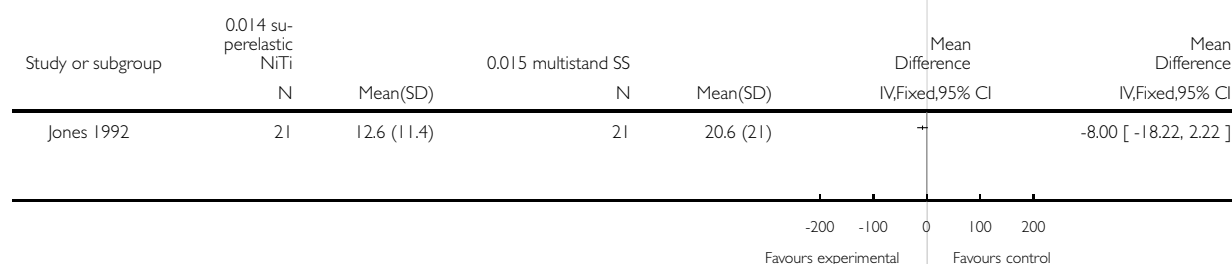 0.014 su-
perelastic
NiTi
Study or subgroup
0.015 multistand SS
Mean
Difference
Mean
Difference
N Mean(SD) N Mean(SD) IV,Fixed,95% CI IV,Fixed,95% CI
Jones 1992 21 12.6 (11.4) 21 20.6 (21) -8.00 [ -18.22, 2.22 ]
-200 -100 0 100 200
Favours experimental Favours control